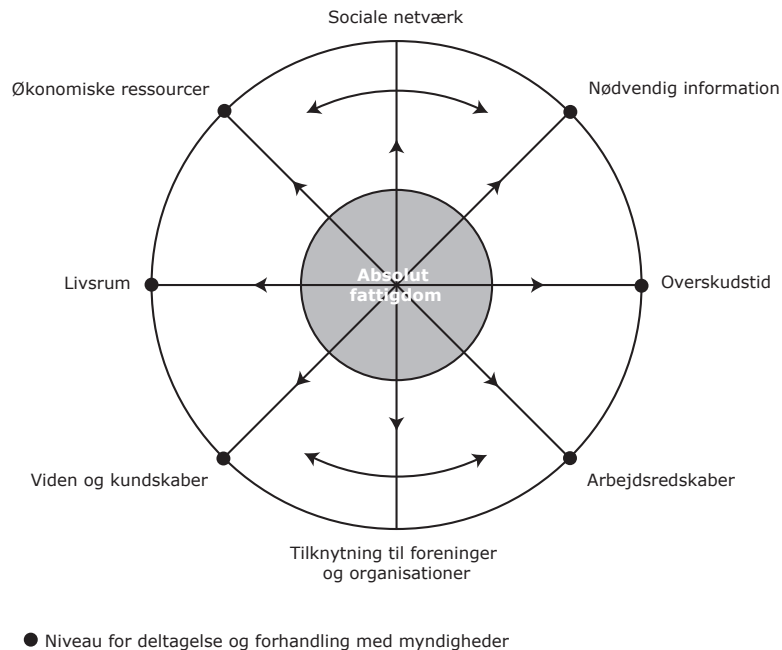 Sociale netværk
Økonomiske ressourcer
Nødvendig information
Livsrum
Absolut
fattigdom
Overskudstid
Viden og kundskaber
Arbejdsredskaber
Tilknytning til foreninger
og organisationer
Niveau for deltagelse og forhandling med myndigheder